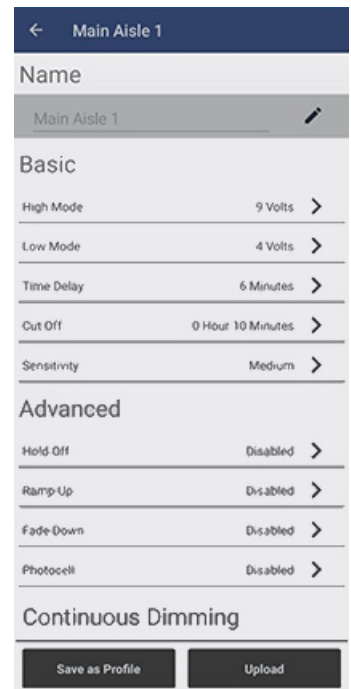 Main Aisle 1
Name
Main Aisle 1
Basic
High Mode 9 Volts
Low Mode 4 Volts
Time Delay 6 Minutes
Cut Off 0 Hour 10 Minutes
Sensitivity Medium
Advanced
Hold Off Disabled
Ramp Up Disabled
Fade Down Disabled
Photocell Disabled
Continuous Dimming
Save as Profile Upload